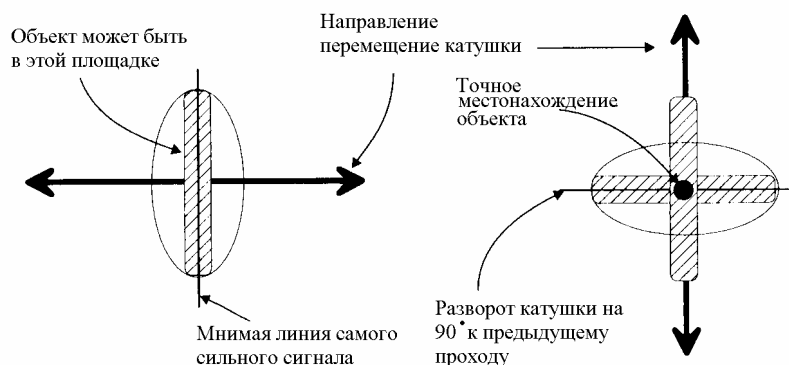 Объект может быть
в этой площадке
Направление
перемещение катушки
Точное
местонахождение
объекта
Мнимая линия самого
сильного сигнала
Разворот катушки на
90˚к предыдущему
проходу